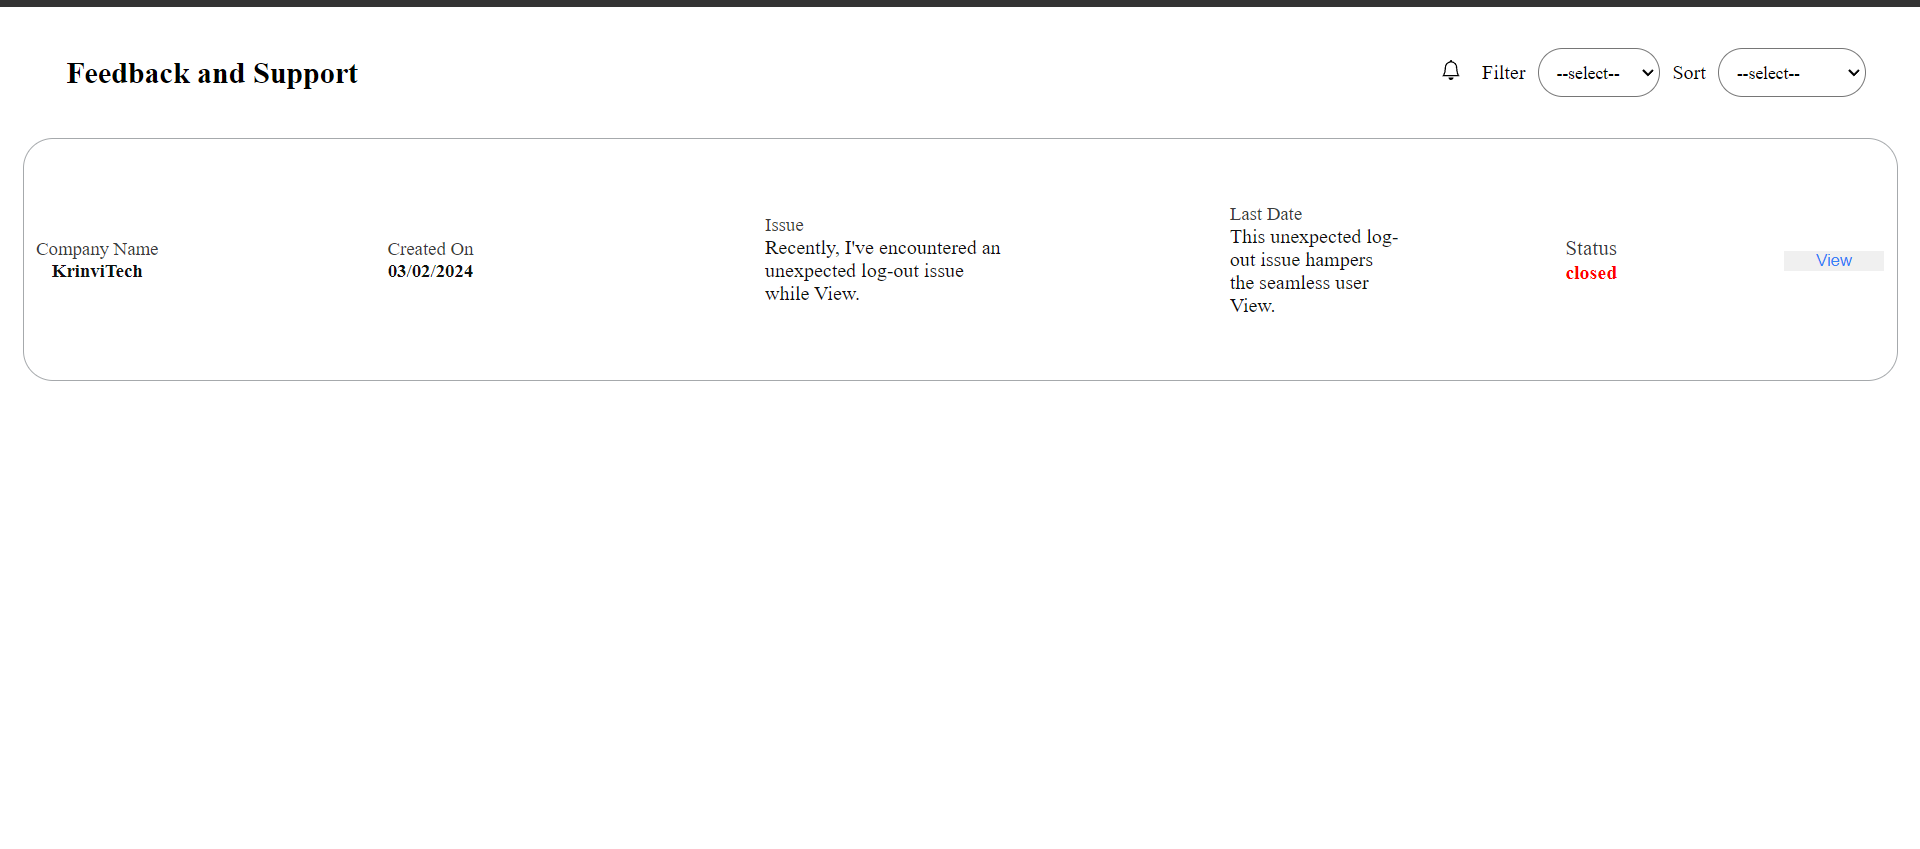 Feedback and Support
Filter
--select--
Sort
--select--
Company Name
KrinviTech
Created On
03/02/2024
Issue
Recently, I've encountered an
unexpected log-out issue
while View.
Last Date
This unexpected log-
out issue hampers
the seamless user
View.
Status
closed
View